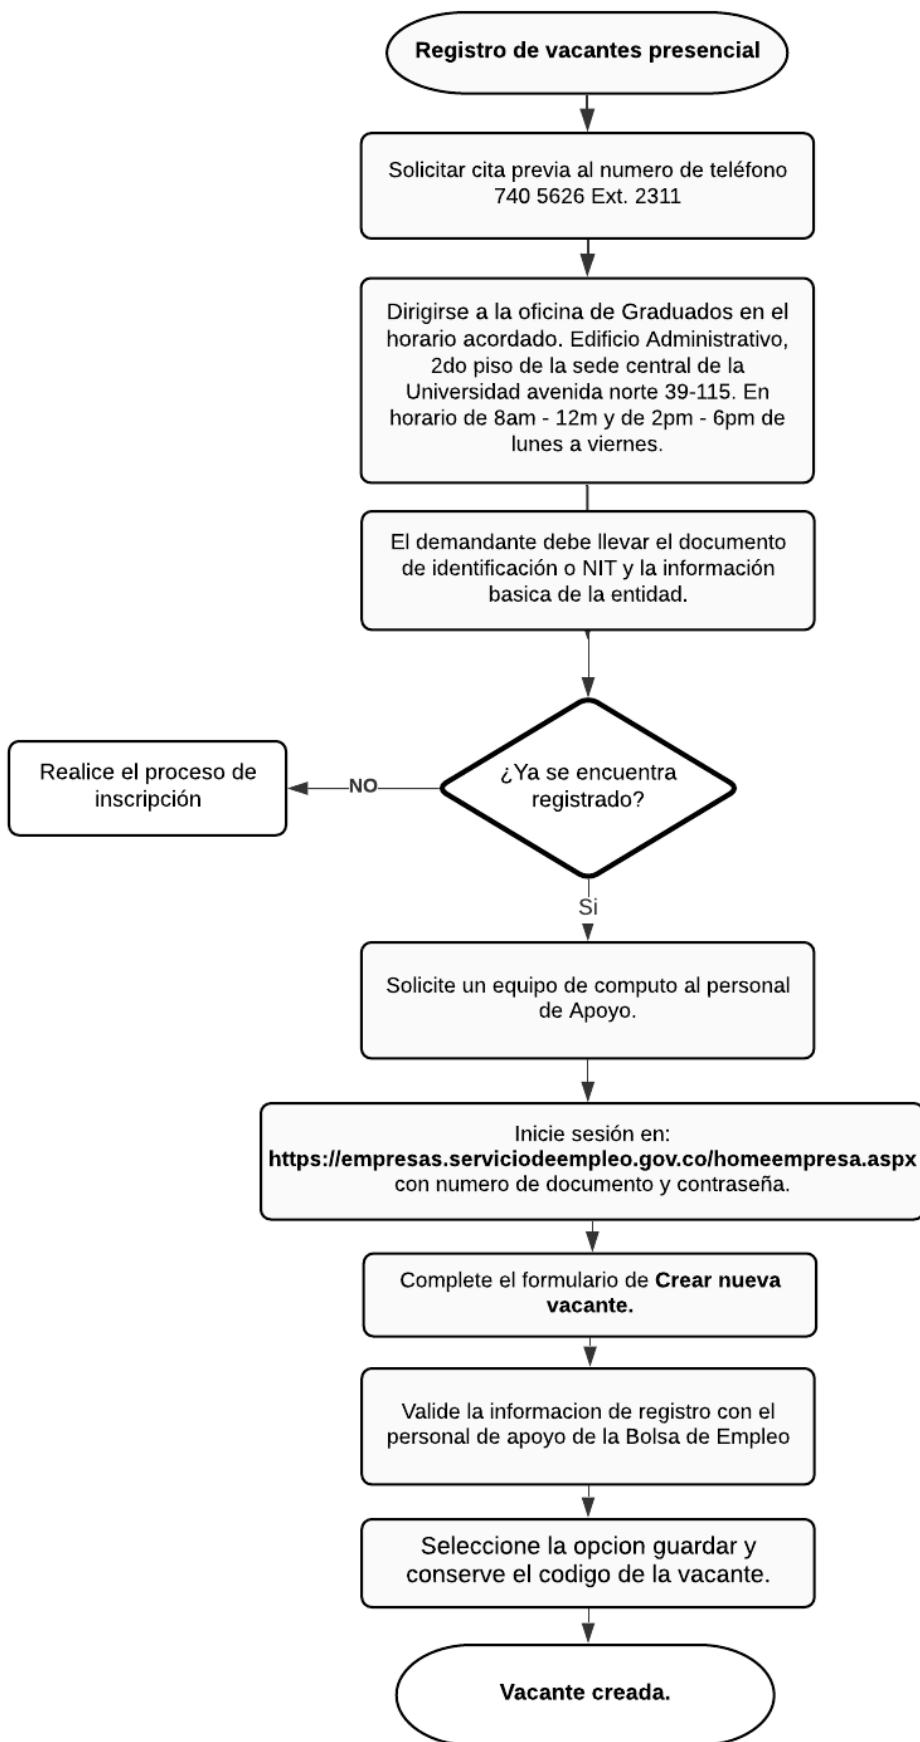 Registro de vacantes presencial
Solicitar cita previa al numero de teléfono
740 5626 Ext. 2311
Dirigirse a la oficina de Graduados en el
horario acordado. Edificio Administrativo,
2do piso de la sede central de la
Universidad avenida norte 39-115. En
horario de 8am - 12m y de 2pm - 6pm de
lunes a viernes.
El demandante debe llevar el documento
de identificación o NIT y la información
basica de la entidad.
¿Ya se encuentra
registrado?
NO
Realice el proceso de
inscripción
Si
Solicite un equipo de computo al personal
de Apoyo.
Inicie sesión en:
https://empresas.serviciodeempleo.gov.co/homeempresa.aspx
con numero de documento y contraseña.
Complete el formulario de Crear nueva
vacante.
Valide la informacion de registro con el
personal de apoyo de la Bolsa de Empleo
Seleccione la opcion guardar y
conserve el codigo de la vacante.
Vacante creada.